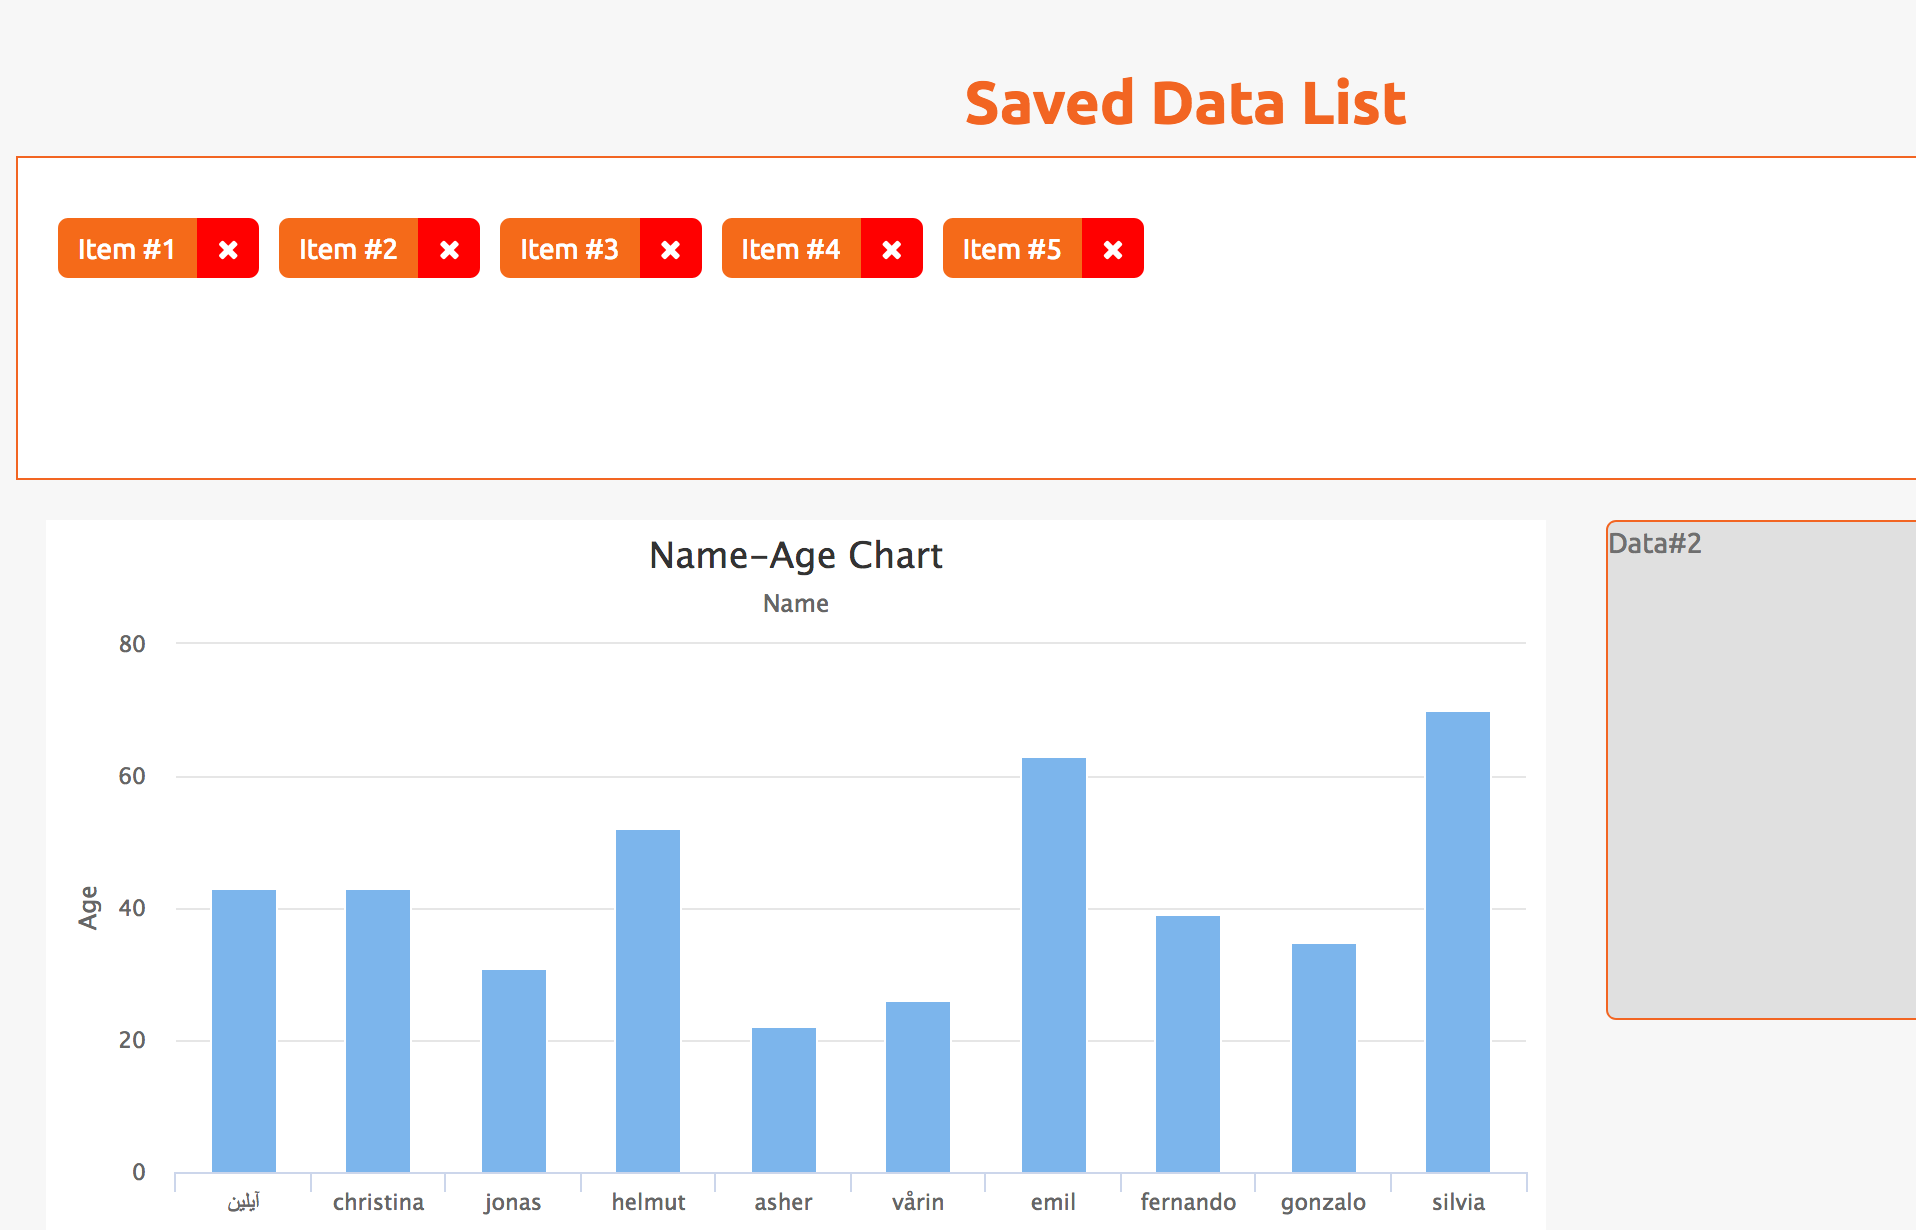 Saved Data List
Item #1 ✖ Item #2 ✖ Item #3 ✖ Item #4 ✖ Item #5 ✖
Name-Age Chart
Name
Data#2
80
60
40
20
0
Age
آیلین christina jonas helmut asher vårin emil fernando gonzalo silvia